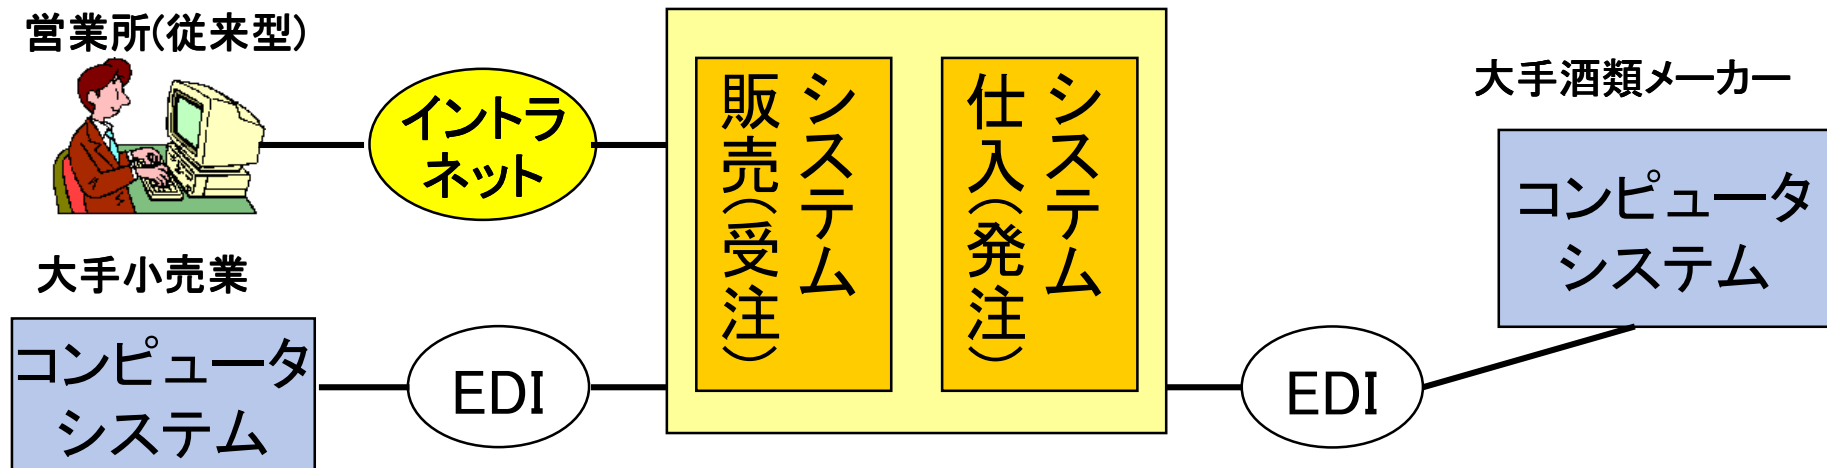 営業所(従来型)
イントラ
ネット
大手小売業
コンピュータ
システム
EDI
販売(受注)
システム
仕入(発注)
システム
EDI
大手酒類メーカー
コンピュータ
システム